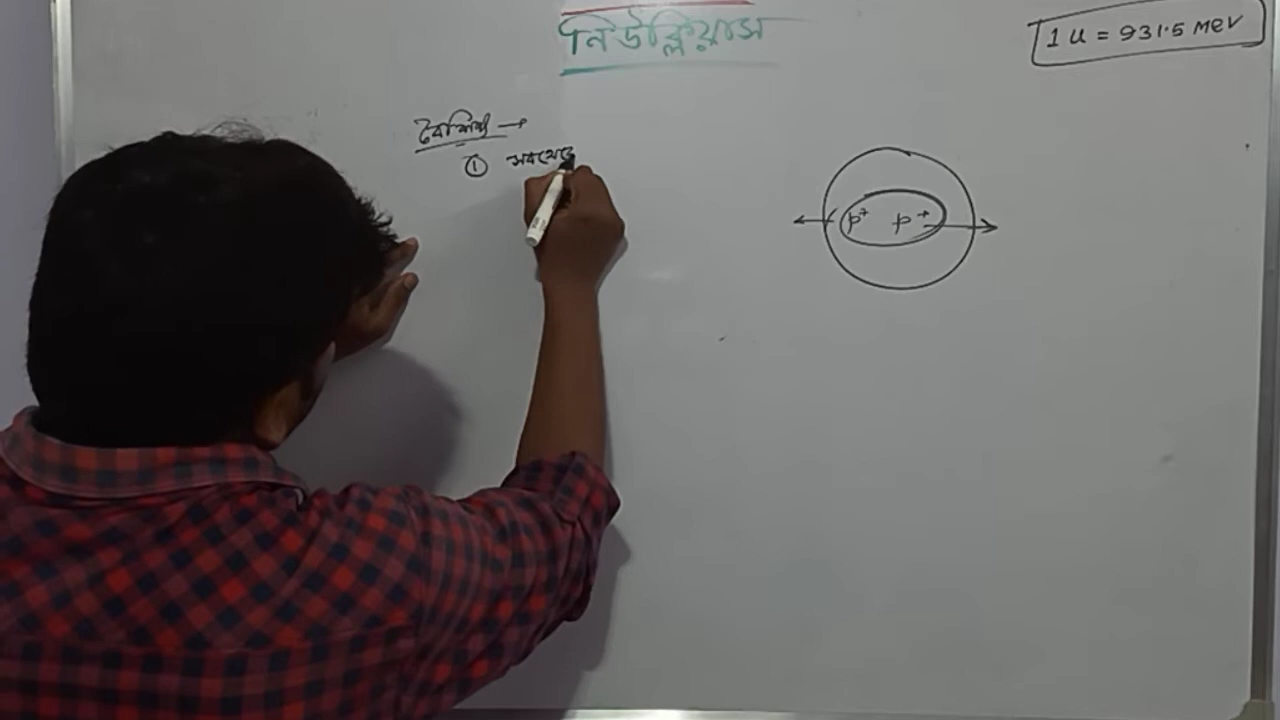 নিউক্লিয়াস
1 u = 931.5 MeV
বৈশিষ্ট্য →
① সবথেকে
p⁺ p⁺